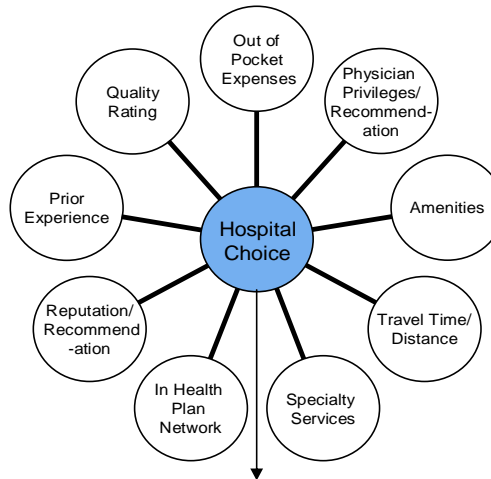 Out of
Pocket
Expenses
Physician
Privileges/
Recommend-
ation
Amenities
Travel Time/
Distance
Specialty
Services
In Health
Plan
Network
Reputation/
Recommend
-ation
Prior
Experience
Quality
Rating
Hospital
Choice